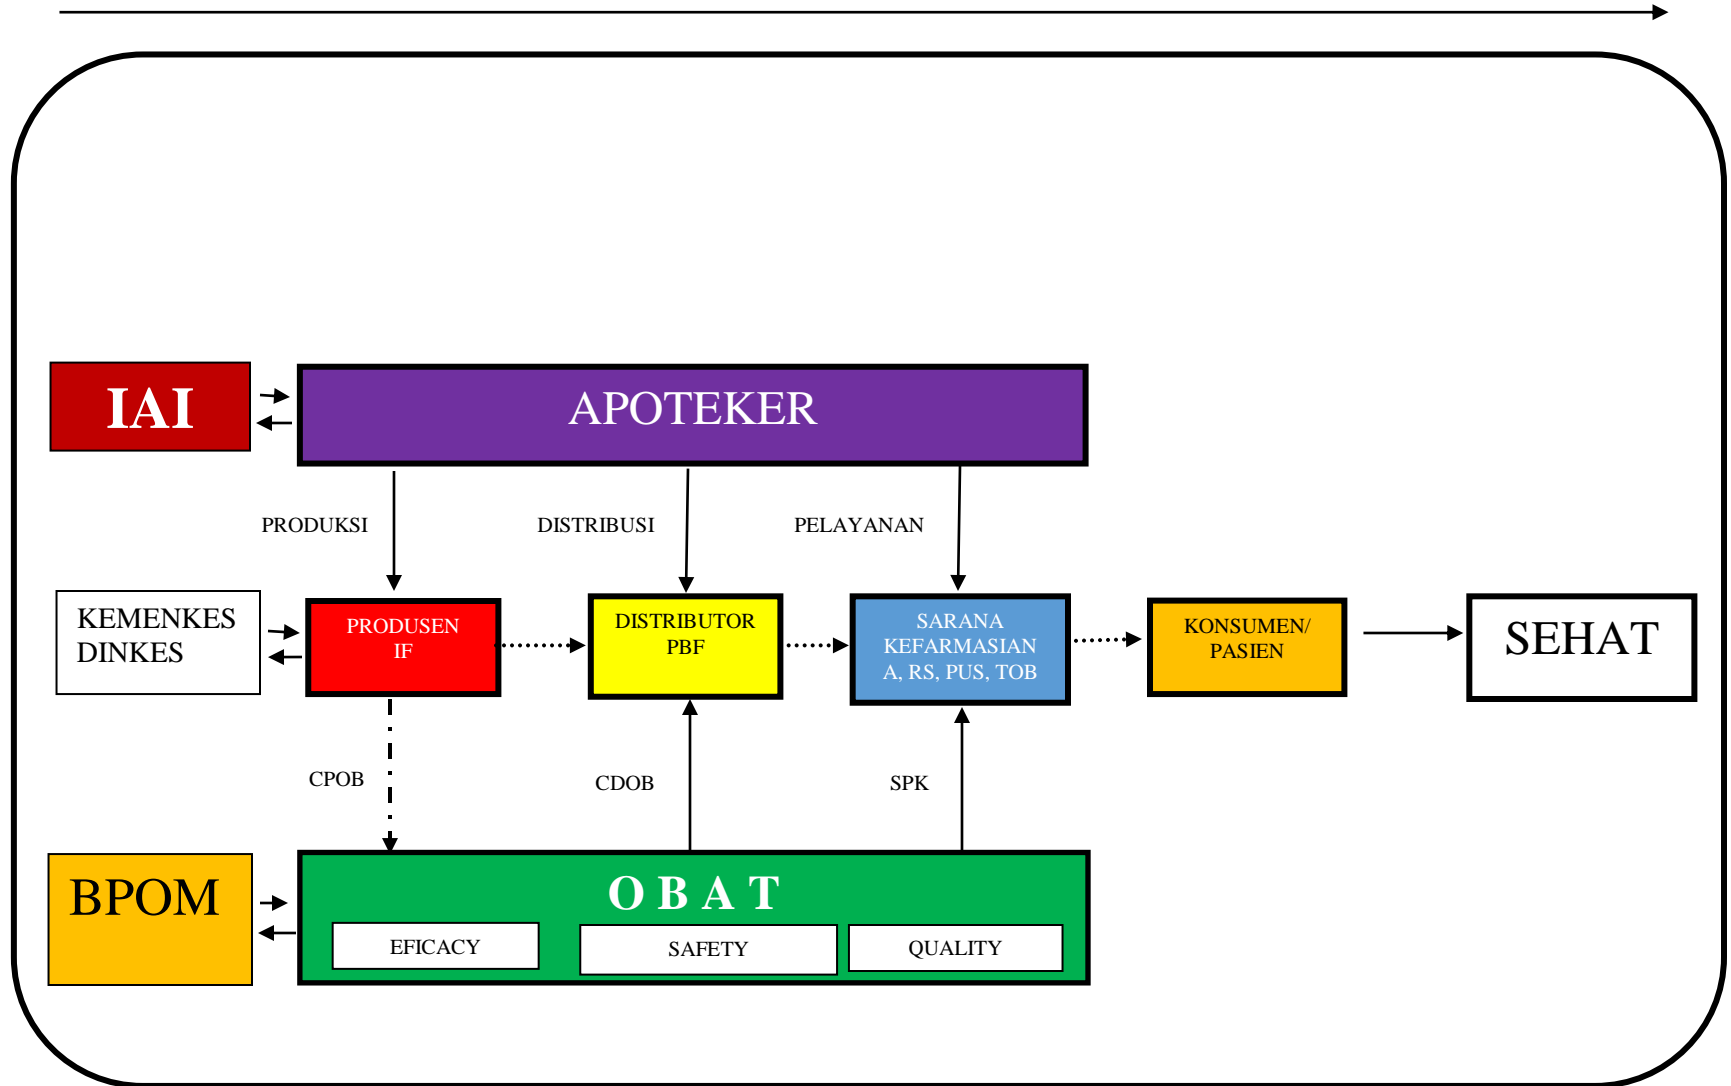 IAI
APOTEKER
PRODUKSI
DISTRIBUSI
PELAYANAN
KEMENKES
DINKES
PRODUSEN
IF
DISTRIBUTOR
PBF
SARANA
KEFARMASIAN
A, RS, PUS, TOB
KONSUMEN/
PASIEN
SEHAT
CPOB
CDOB
SPK
BPOM
O B A T
EFICACY
SAFETY
QUALITY